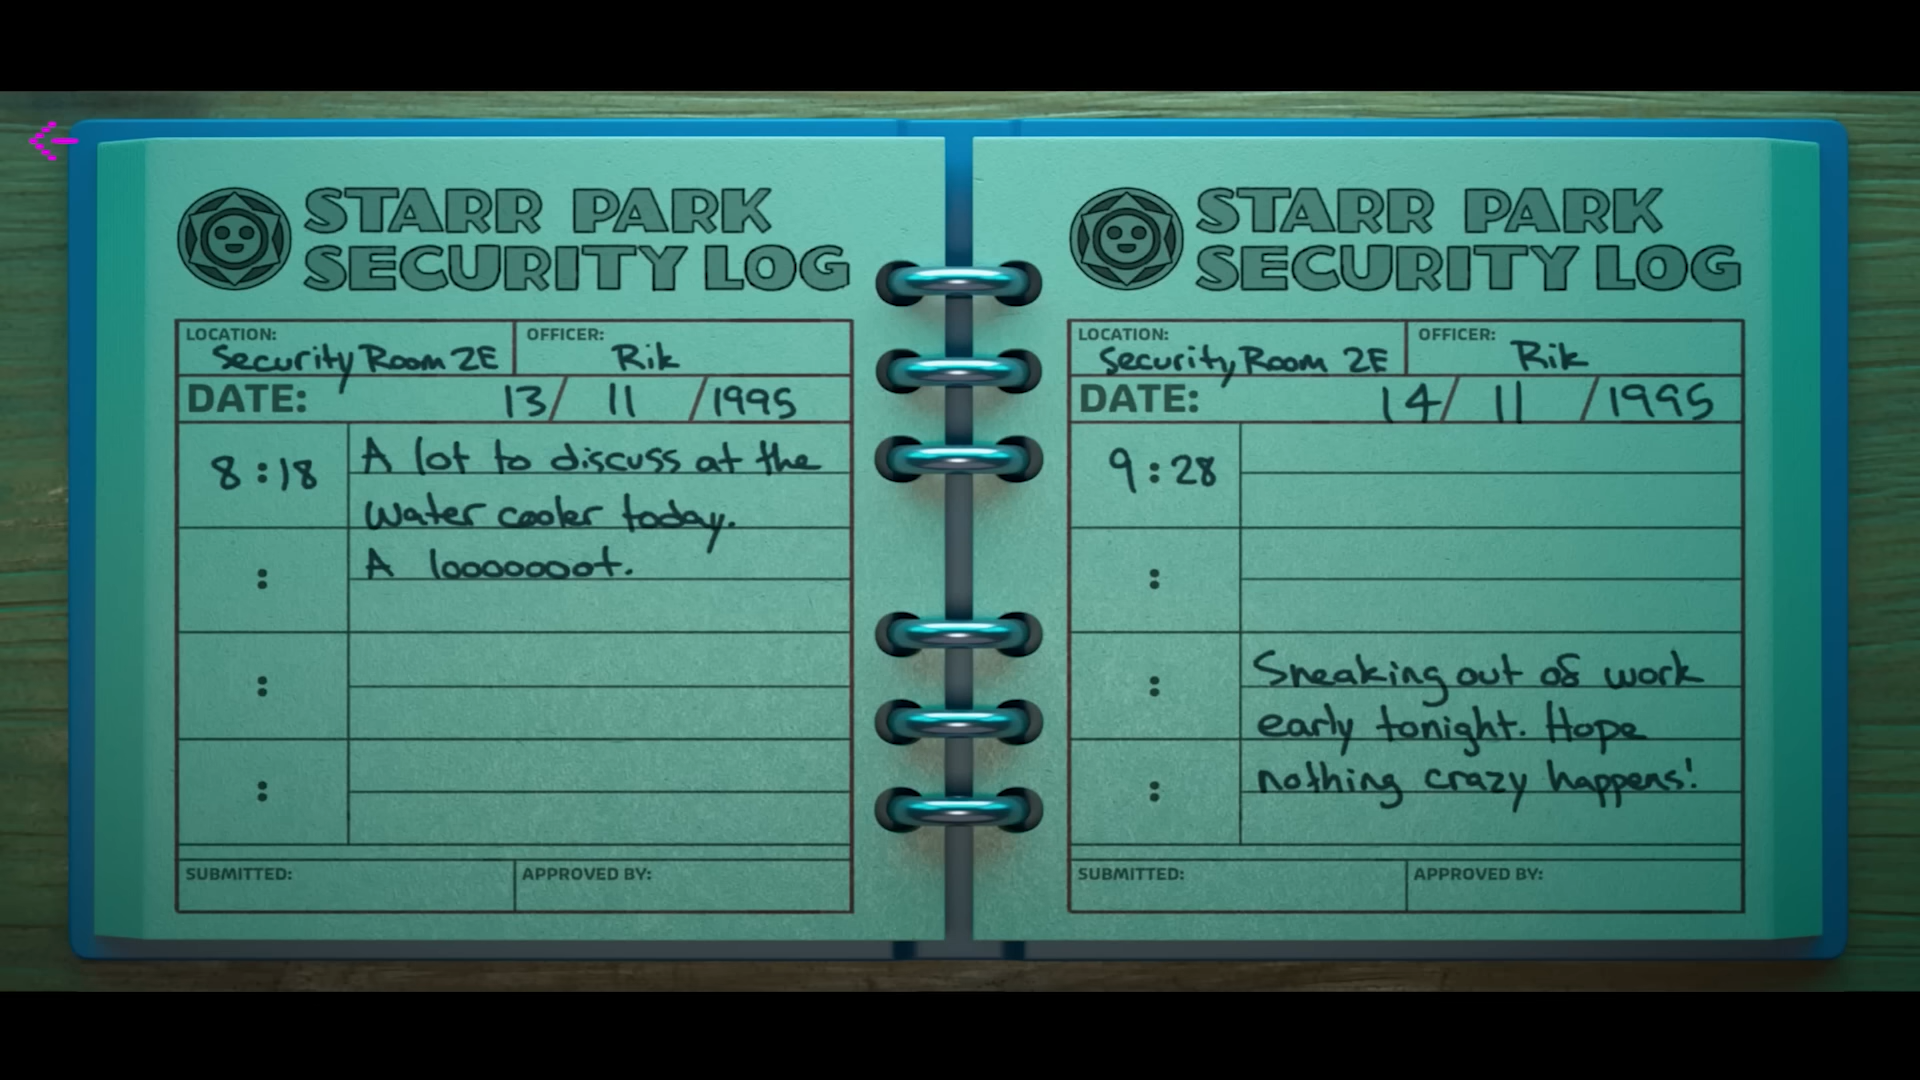 STARR PARK
SECURITY LOG
LOCATION:
Security Room 2E
OFFICER:
Rik
DATE: 13/ 11 /1995
8:18
A lot to discuss at the
water cooler today.
:
A looooooot.
:
:
SUBMITTED:
APPROVED BY:
STARR PARK
SECURITY LOG
LOCATION:
Security Room 2E
OFFICER:
Rik
DATE: 14/ 11 /1995
9:28
:
:
Sneaking out of work
early tonight. Hope
:
nothing crazy happens!
SUBMITTED:
APPROVED BY: